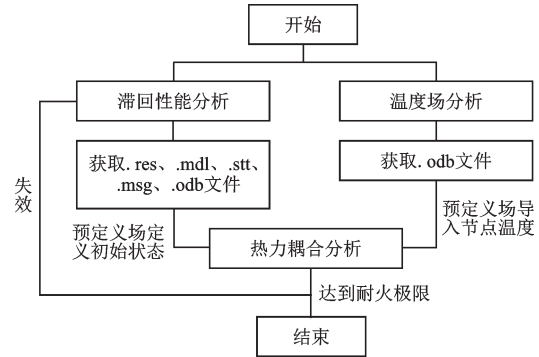 开始
滞回性能分析
温度场分析
获取. res、.mdl、.stt、
.msg、.odb文件
获取. odb文件
失
效
预定义场定
义初始状态
预定义场导
入节点温度
热力耦合分析
达到耐火极限
结束